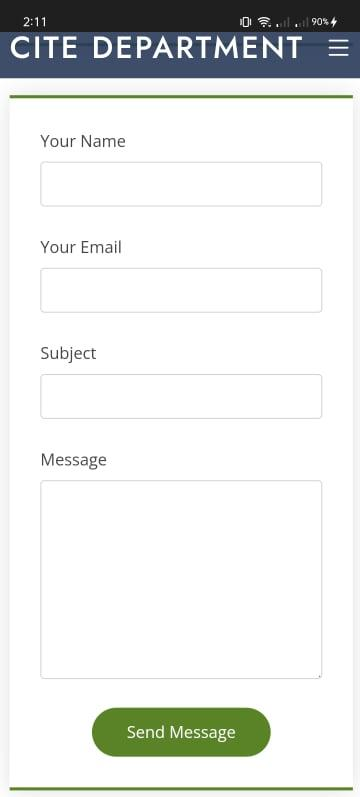 2:11 90%
CITE DEPARTMENT
Your Name
Your Email
Subject
Message
Send Message